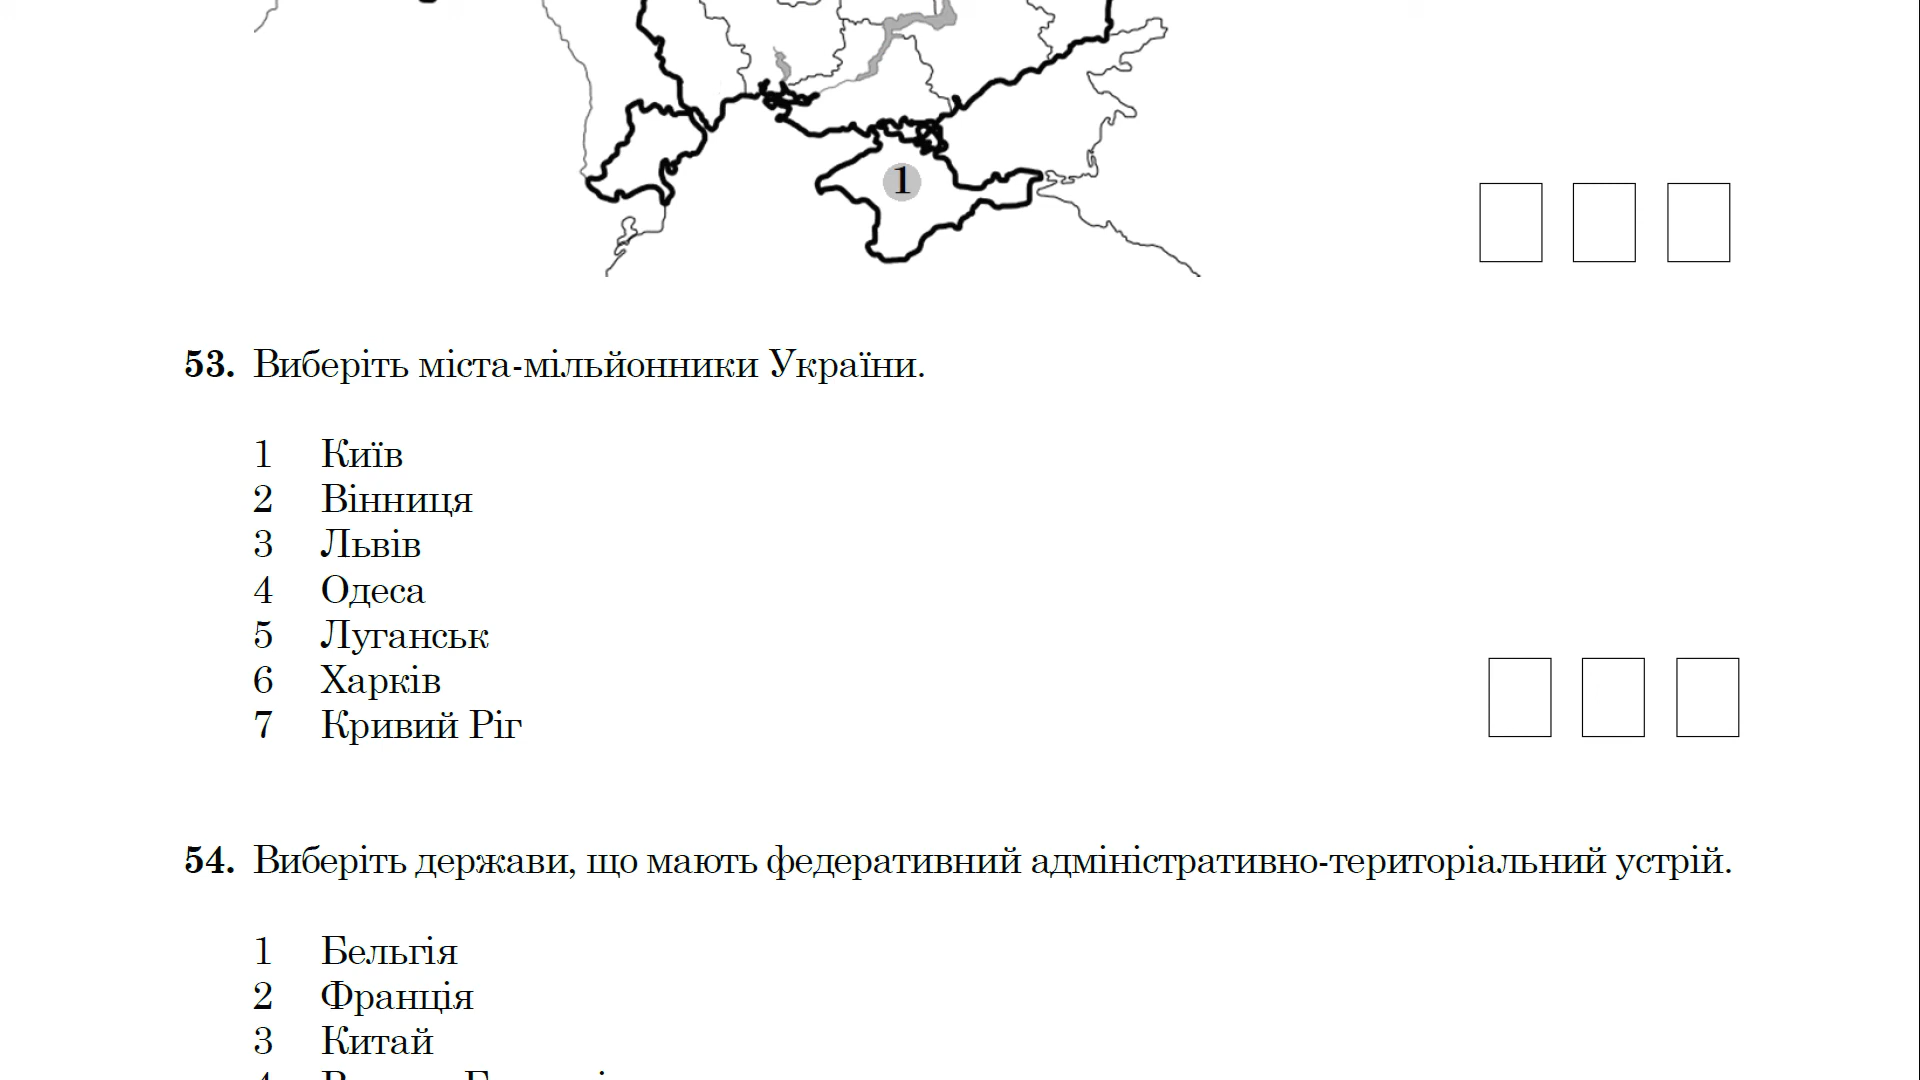 1
53. Виберіть міста-мільйонники України.
1 Київ
2 Вінниця
3 Львів
4 Одеса
5 Луганськ
6 Харків
7 Кривий Ріг
54. Виберіть держави, що мають федеративний адміністративно-територіальний устрій.
1 Бельгія
2 Франція
3 Китай